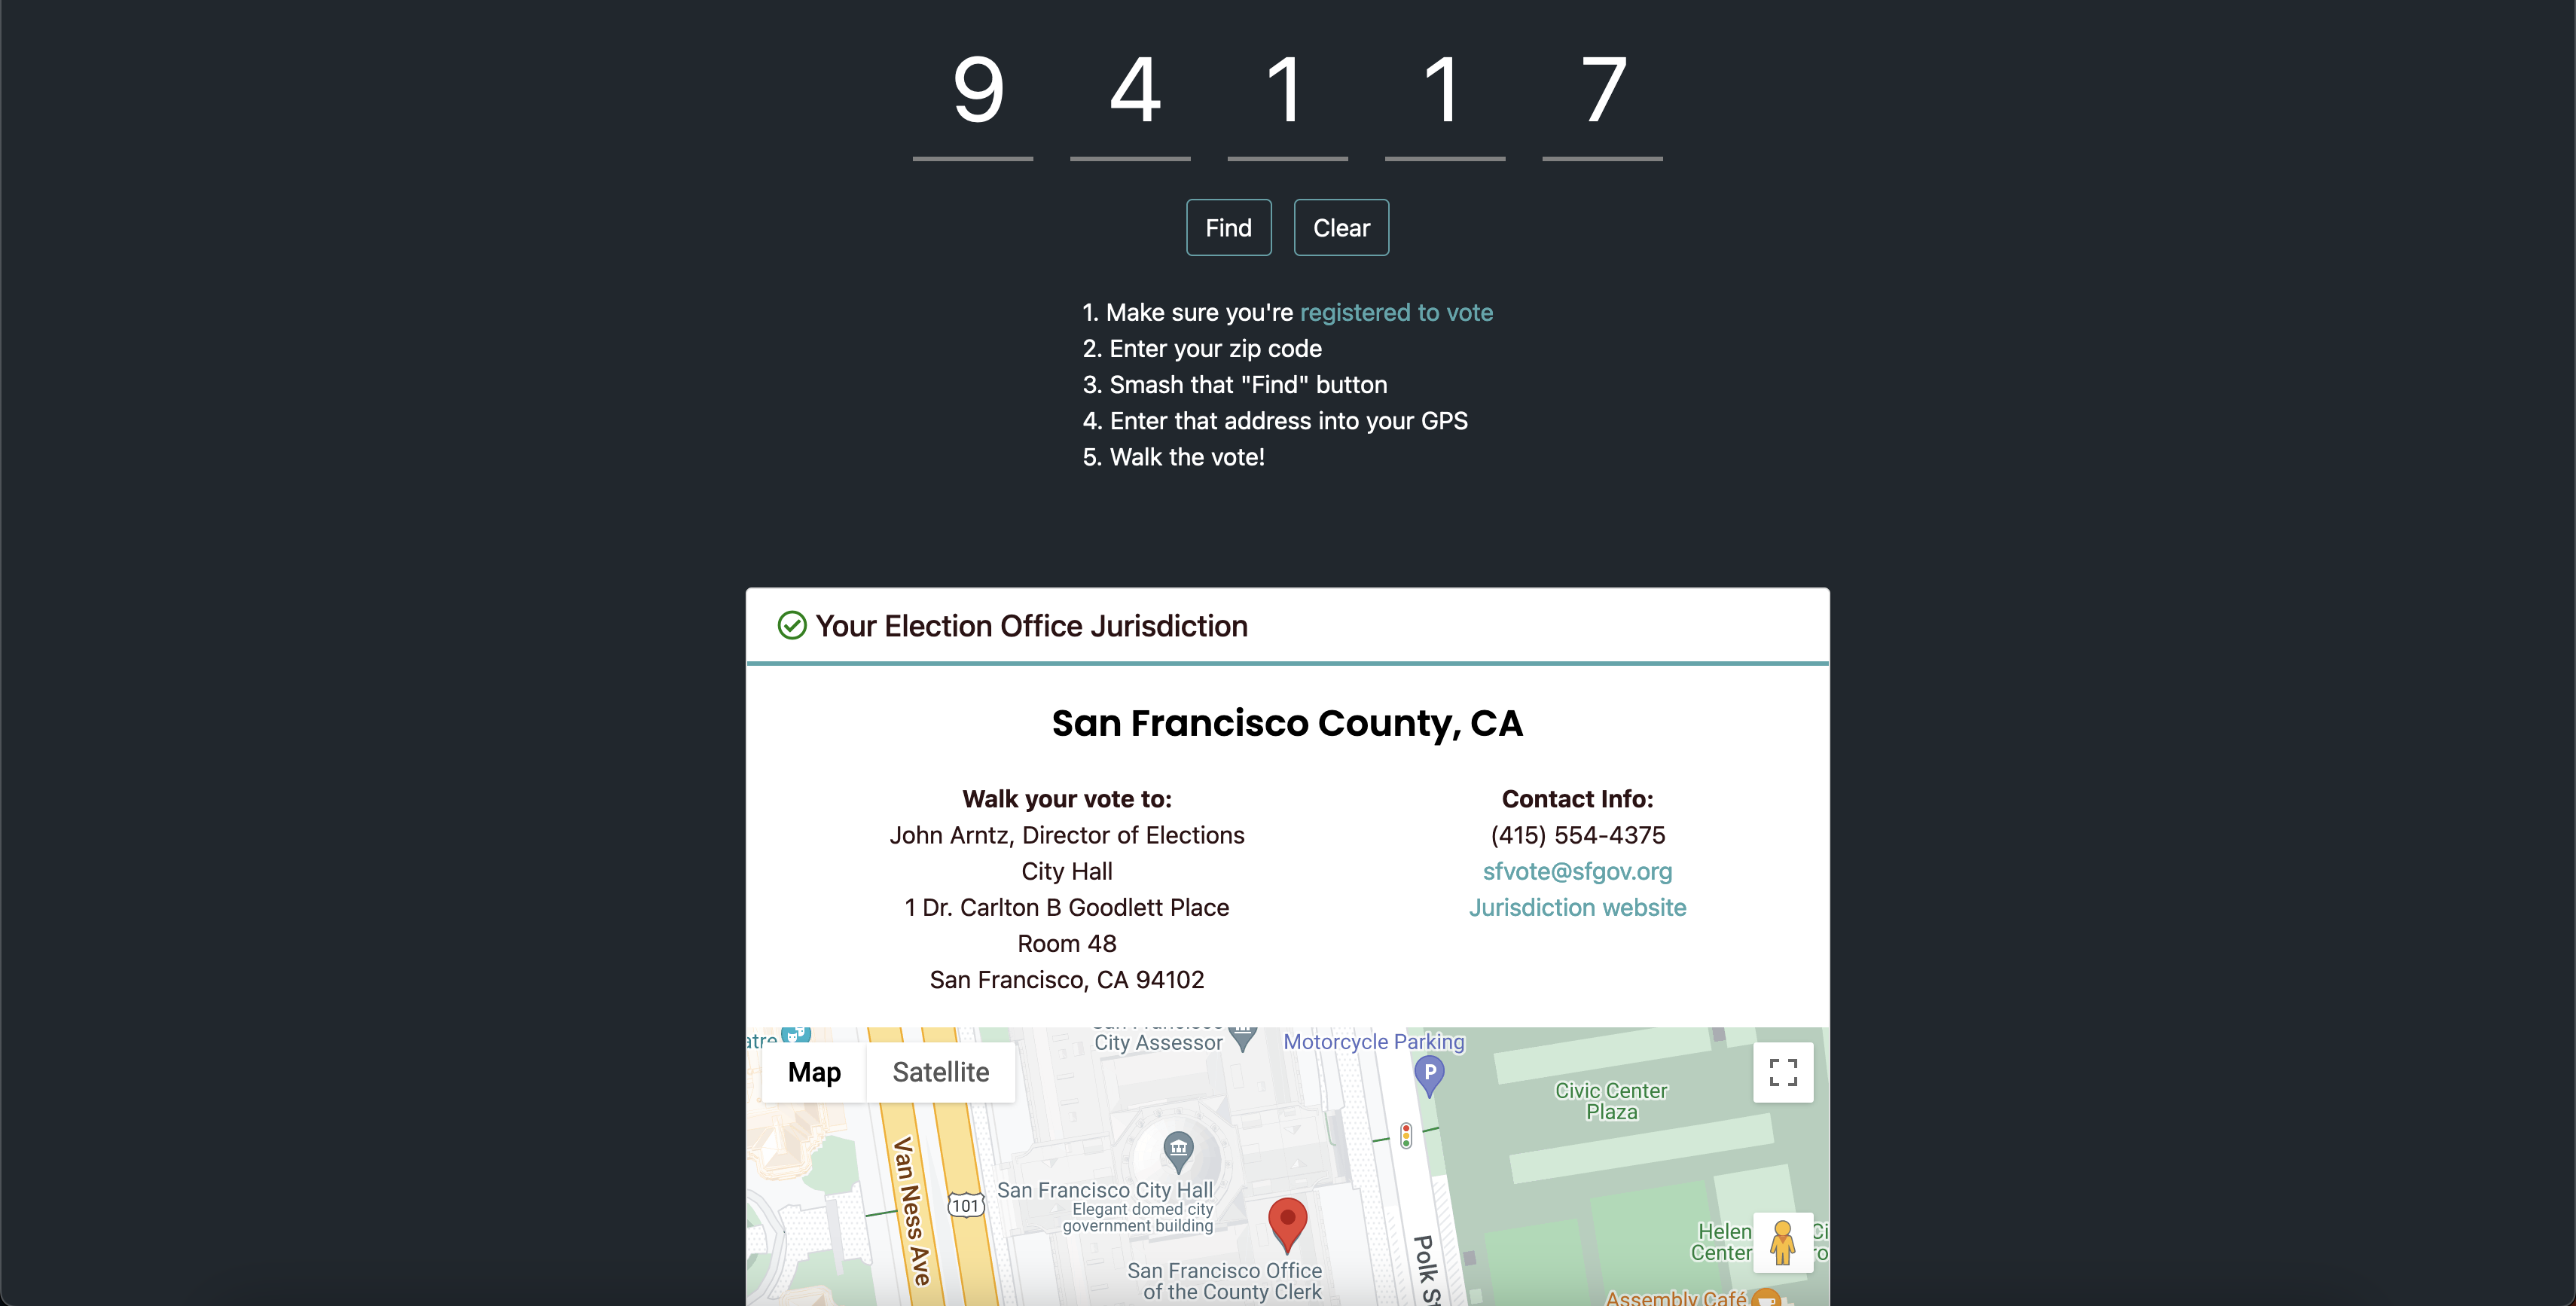 9 4 1 1 7
Find Clear
1. Make sure you're registered to vote
2. Enter your zip code
3. Smash that "Find" button
4. Enter that address into your GPS
5. Walk the vote!
Your Election Office Jurisdiction
San Francisco County, CA
Walk your vote to:
John Arntz, Director of Elections
City Hall
1 Dr. Carlton B Goodlett Place
Room 48
San Francisco, CA 94102
Contact Info:
(415) 554-4375
sfvote@sfgov.org
Jurisdiction website
atre
City Assessor
Motorcycle Parking
P
Map Satellite
Civic Center
Plaza
Van Ness Ave
101
San Francisco City Hall
Elegant domed city
government building
San Francisco Office
of the County Clerk
Polk St
Helen
Center
Assembly Café